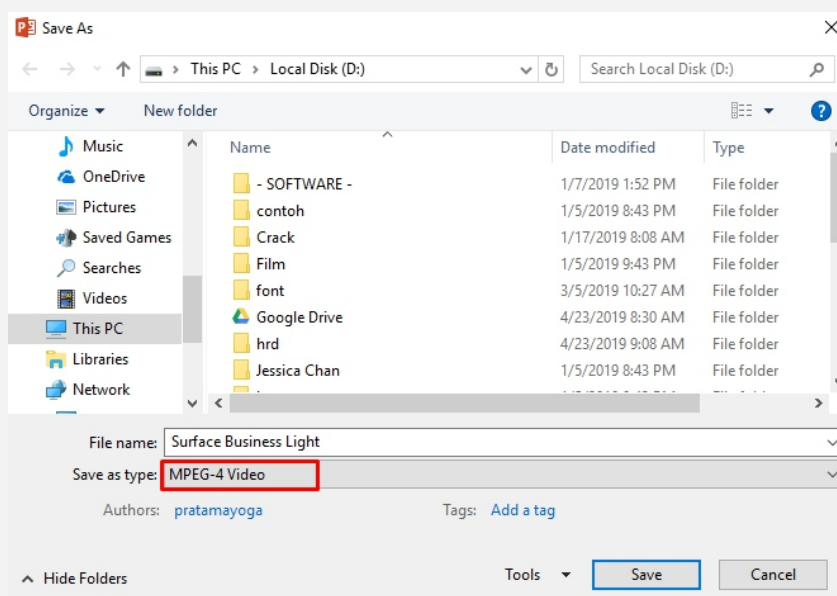 Save As
This PC > Local Disk (D:)
Search Local Disk (D:)
Organize
New folder
Music
OneDrive
Pictures
Saved Games
Searches
Videos
This PC
Libraries
Network
Name Date modified Type
- SOFTWARE - 1/7/2019 1:52 PM File folder
contoh 1/5/2019 8:43 PM File folder
Crack 1/17/2019 8:08 AM File folder
Film 1/5/2019 9:43 PM File folder
font 3/5/2019 10:27 AM File folder
Google Drive 4/23/2019 8:30 AM File folder
hrd 4/23/2019 9:08 AM File folder
Jessica Chan 1/5/2019 8:43 PM File folder
File name: Surface Business Light
Save as type: MPEG-4 Video
Authors: pratamayoga
Tags: Add a tag
Hide Folders
Tools
Save
Cancel